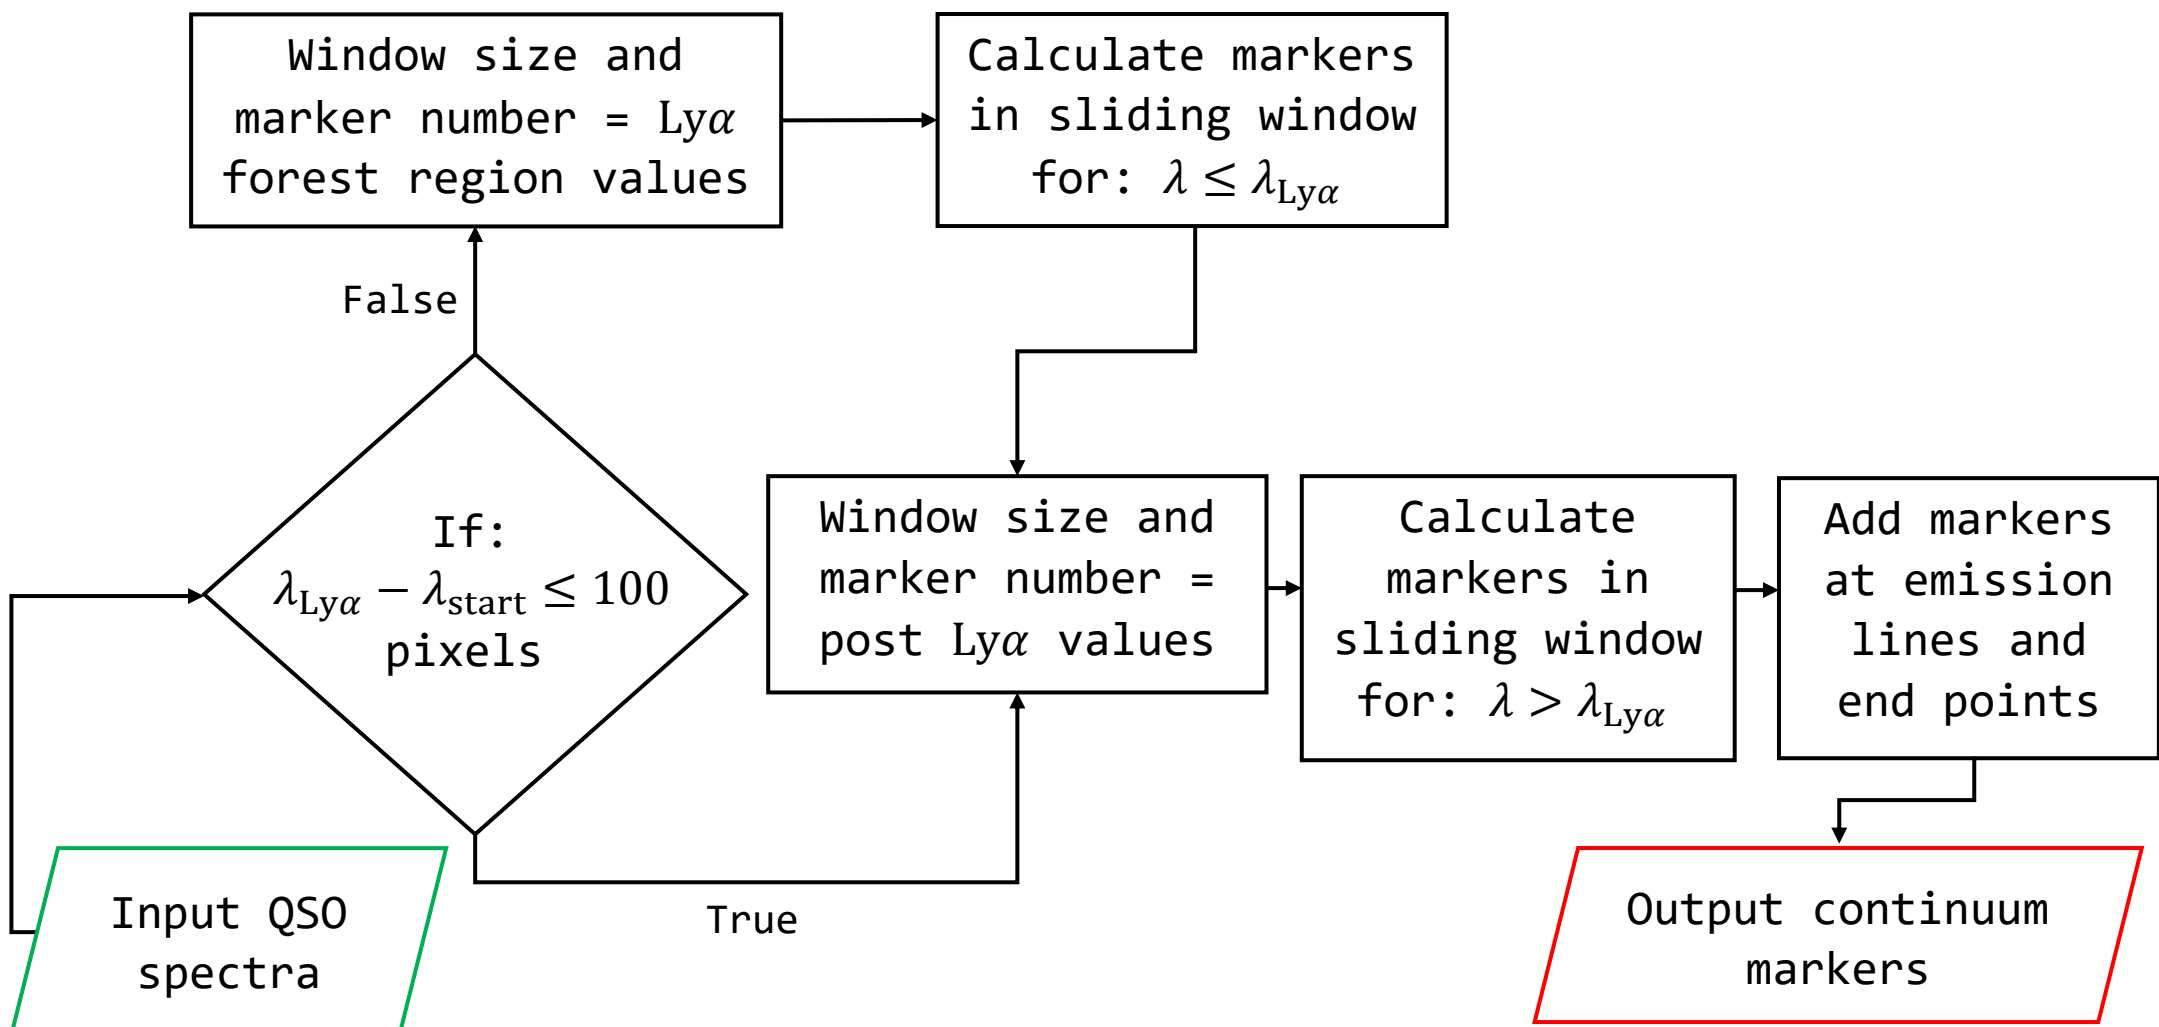 Window size and
marker number = Lyα
forest region values
Calculate markers
in sliding window
for: λ ≤ λLyα
False
If:
λLyα − λstart ≤ 100
pixels
Window size and
marker number =
post Lyα values
Calculate
markers in
sliding window
for: λ > λLyα
Add markers
at emission
lines and
end points
True
Input QSO
spectra
Output continuum
markers